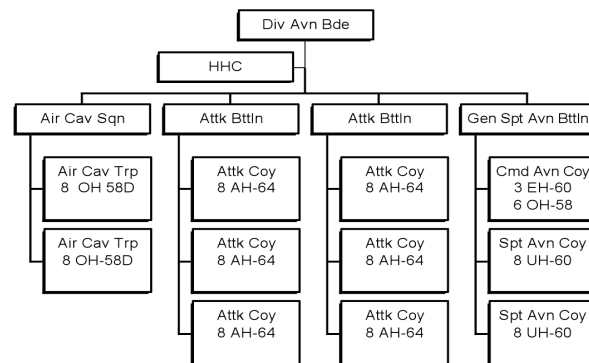 Div Avn Bde
HHC
Air Cav Sqn
Attk Bttln
Attk Bttln
Gen Spt Avn Bttln
Air Cav Trp
8 OH 58D
Air Cav Trp
8 OH-58D
Attk Coy
8 AH-64
Attk Coy
8 AH-64
Attk Coy
8 AH-64
Attk Coy
8 AH-64
Attk Coy
8 AH-64
Attk Coy
8 AH-64
Cmd Avn Coy
3 EH-60
6 OH-58
Spt Avn Coy
8 UH-60
Spt Avn Coy
8 UH-60